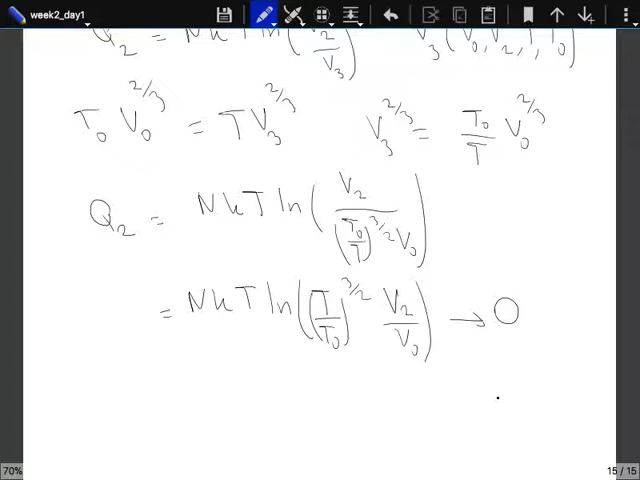 week2_day1
Q₂ = NkT ln(V₂/V₃) V₃(V₀,V₂,T,T₀)
T₀ V₀^2/3 = T V₃^2/3 V₃^2/3 = T₀/T V₀^2/3
Q₂ = NkT ln(V₂/((T₀/T)^3/2 V₀))
= NkT ln((T/T₀)^3/2 V₂/V₀) → 0
70% 15 / 15